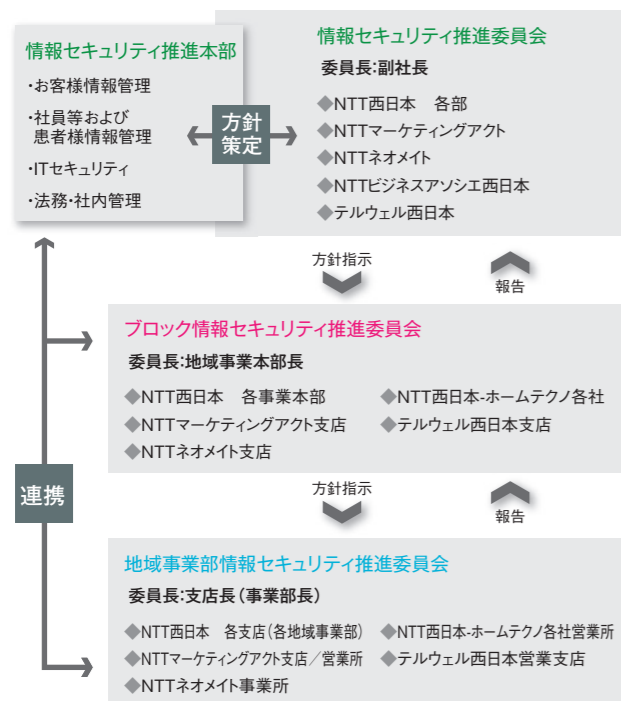 情報セキュリティ推進本部
・お客様情報管理
・社員等および
患者様情報管理
・ITセキュリティ
・法務・社内管理
方針
策定
情報セキュリティ推進委員会
委員長:副社長
◆NTT西日本　各部
◆NTTマーケティングアクト
◆NTTネオメイト
◆NTTビジネスアソシエ西日本
◆テルウェル西日本
方針指示
報告
ブロック情報セキュリティ推進委員会
委員長:地域事業本部長
◆NTT西日本　各事業本部
◆NTTマーケティングアクト支店
◆NTTネオメイト支店
◆NTT西日本-ホームテクノ各社
◆テルウェル西日本支店
連携
方針指示
報告
地域事業部情報セキュリティ推進委員会
委員長:支店長（事業部長）
◆NTT西日本　各支店（各地域事業部）
◆NTTマーケティングアクト支店／営業所
◆NTTネオメイト事業所
◆NTT西日本-ホームテクノ各社営業所
◆テルウェル西日本営業支店